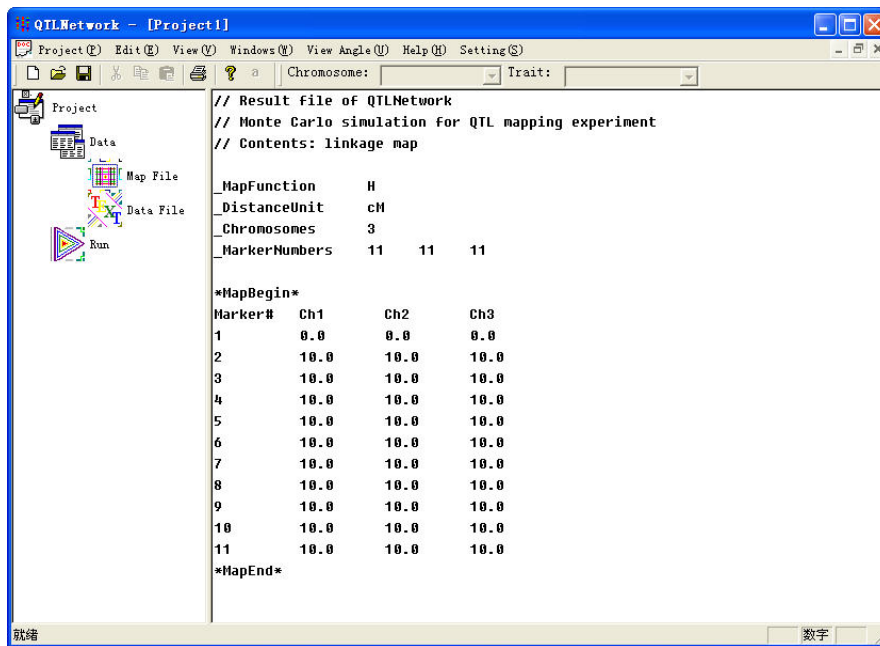 QTLNetwork - [Project1]
Project(P) Edit(E) View(V) Windows(W) View Angle(U) Help(H) Setting(S)
Chromosome: Trait:
Project
Data
Map File
TEXT
Data File
Run
// Result file of QTLNetwork
// Monte Carlo simulation for QTL mapping experiment
// Contents: linkage map
_MapFunction H
_DistanceUnit cM
_Chromosomes 3
_MarkerNumbers 11 11 11
*MapBegin*
Marker# Ch1 Ch2 Ch3
1 0.0 0.0 0.0
2 10.0 10.0 10.0
3 10.0 10.0 10.0
4 10.0 10.0 10.0
5 10.0 10.0 10.0
6 10.0 10.0 10.0
7 10.0 10.0 10.0
8 10.0 10.0 10.0
9 10.0 10.0 10.0
10 10.0 10.0 10.0
11 10.0 10.0 10.0
*MapEnd*
就绪 数字